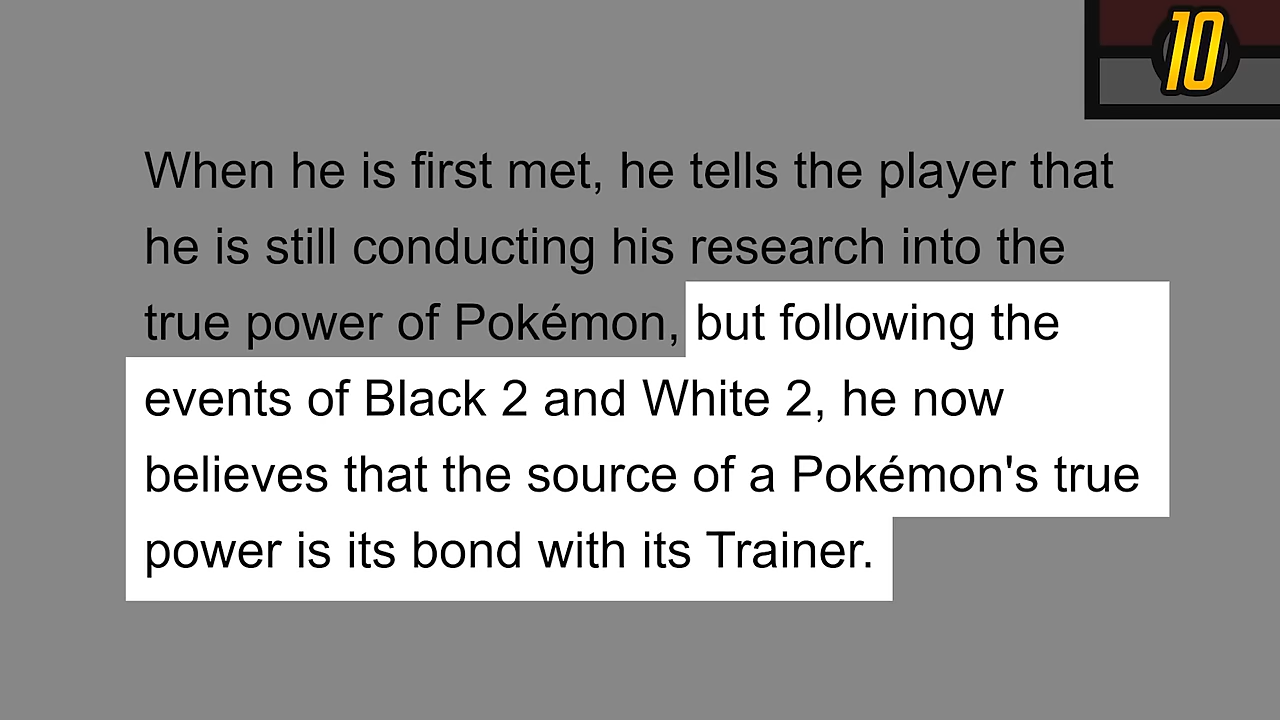 10
When he is first met, he tells the player that
he is still conducting his research into the
true power of Pokémon, but following the
events of Black 2 and White 2, he now
believes that the source of a Pokémon's true
power is its bond with its Trainer.